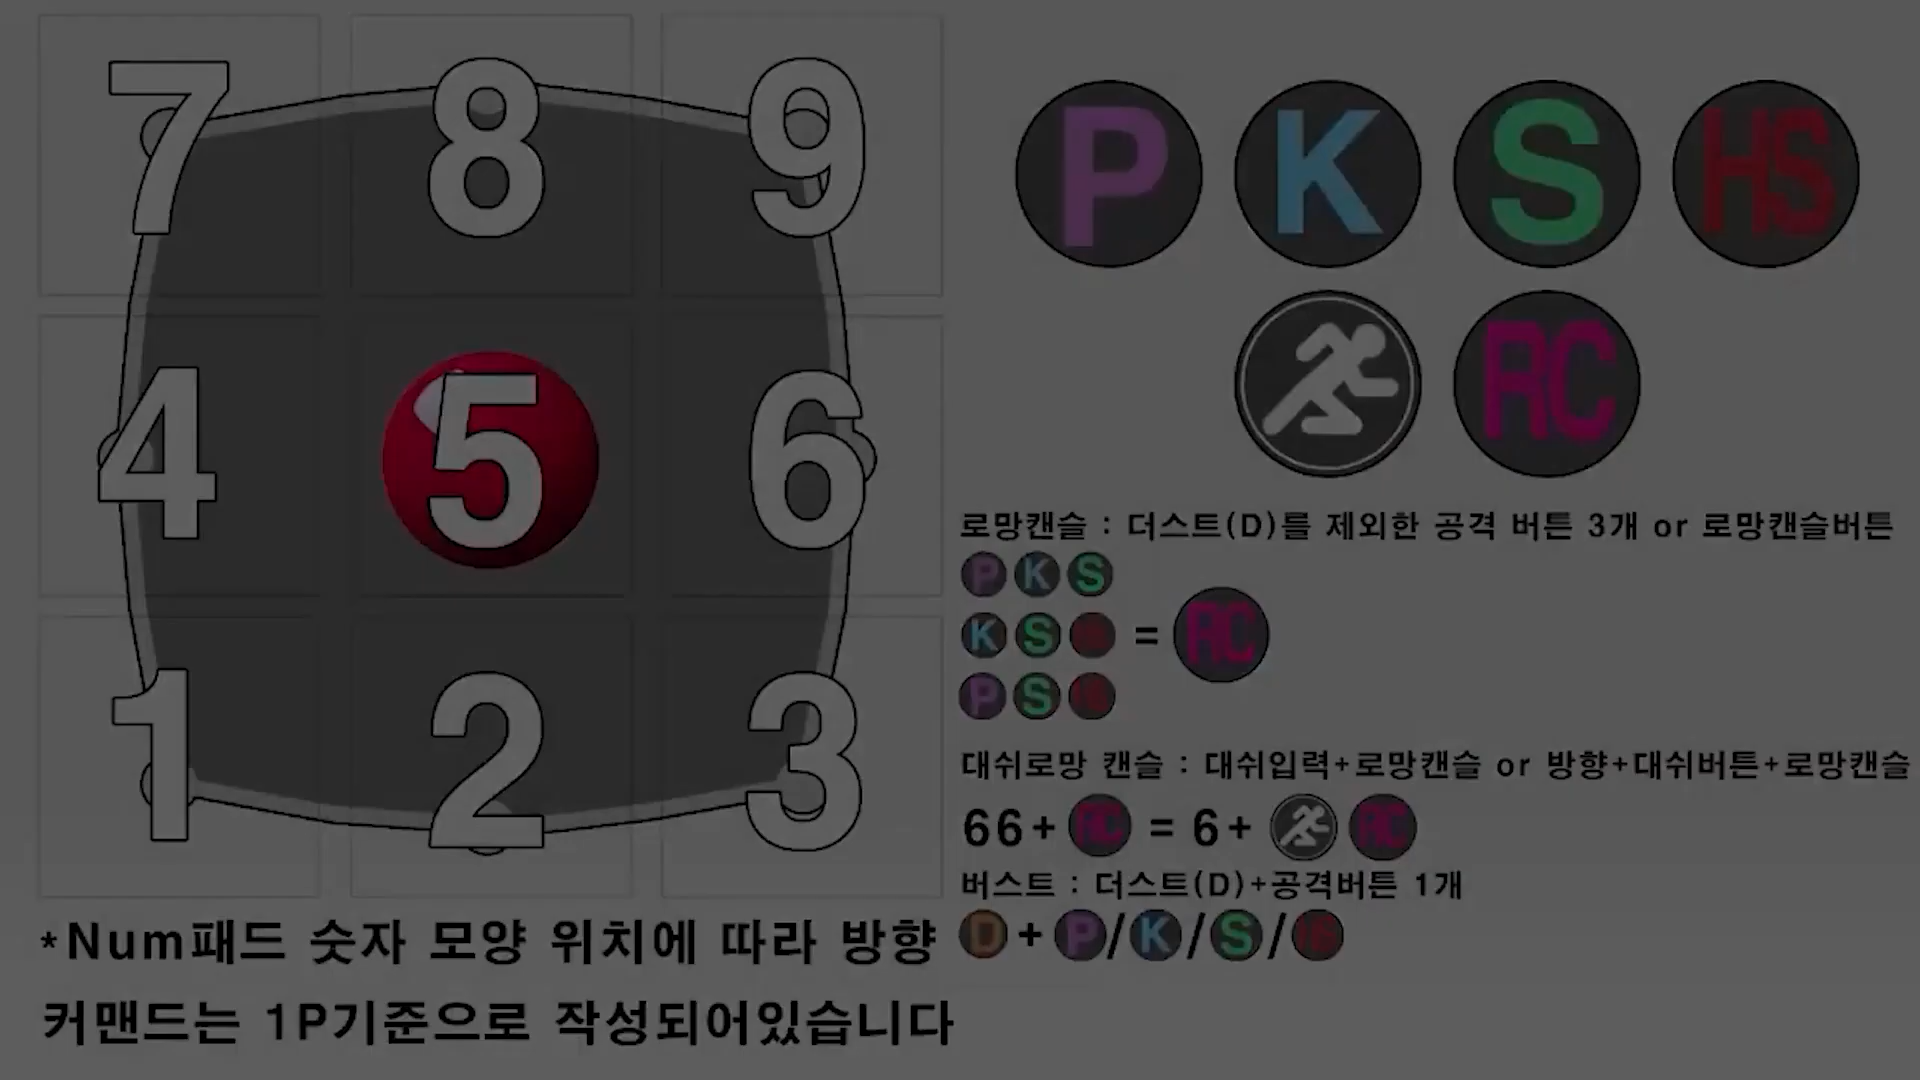 7 8 9
4 5 6
1 2 3
*Num패드 숫자 모양 위치에 따라 방향
커맨드는 1P기준으로 작성되어있습니다
P K S HS
RC
로망캔슬 : 더스트(D)를 제외한 공격 버튼 3개 or 로망캔슬버튼
P K S
K S HS = RC
P S HS
대쉬로망 캔슬 : 대쉬입력+로망캔슬 or 방향+대쉬버튼+로망캔슬
66+ RC = 6+ RC
버스트 : 더스트(D)+공격버튼 1개
D + P / K / S / HS